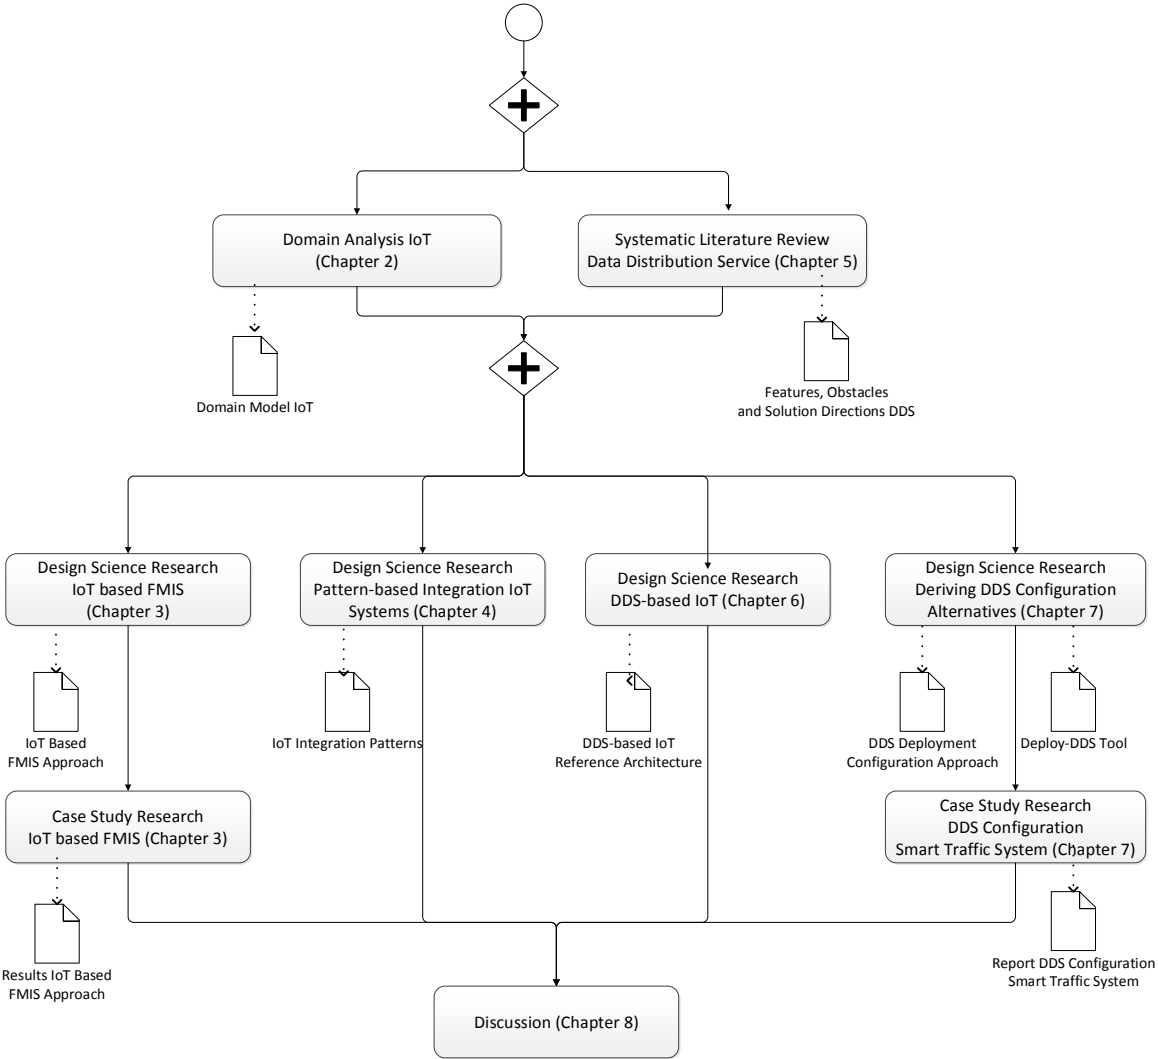 Domain Analysis IoT
(Chapter 2)
Systematic Literature Review
Data Distribution Service (Chapter 5)
Domain Model IoT
Features, Obstacles
and Solution Directions DDS
Design Science Research
IoT based FMIS
(Chapter 3)
Design Science Research
Pattern-based Integration IoT
Systems (Chapter 4)
Design Science Research
DDS-based IoT (Chapter 6)
Design Science Research
Deriving DDS Configuration
Alternatives (Chapter 7)
IoT Based
FMIS Approach
IoT Integration Patterns
DDS-based IoT
Reference Architecture
DDS Deployment
Configuration Approach
Deploy-DDS Tool
Case Study Research
IoT based FMIS (Chapter 3)
Case Study Research
DDS Configuration
Smart Traffic System (Chapter 7)
Results IoT Based
FMIS Approach
Report DDS Configuration
Smart Traffic System
Discussion (Chapter 8)